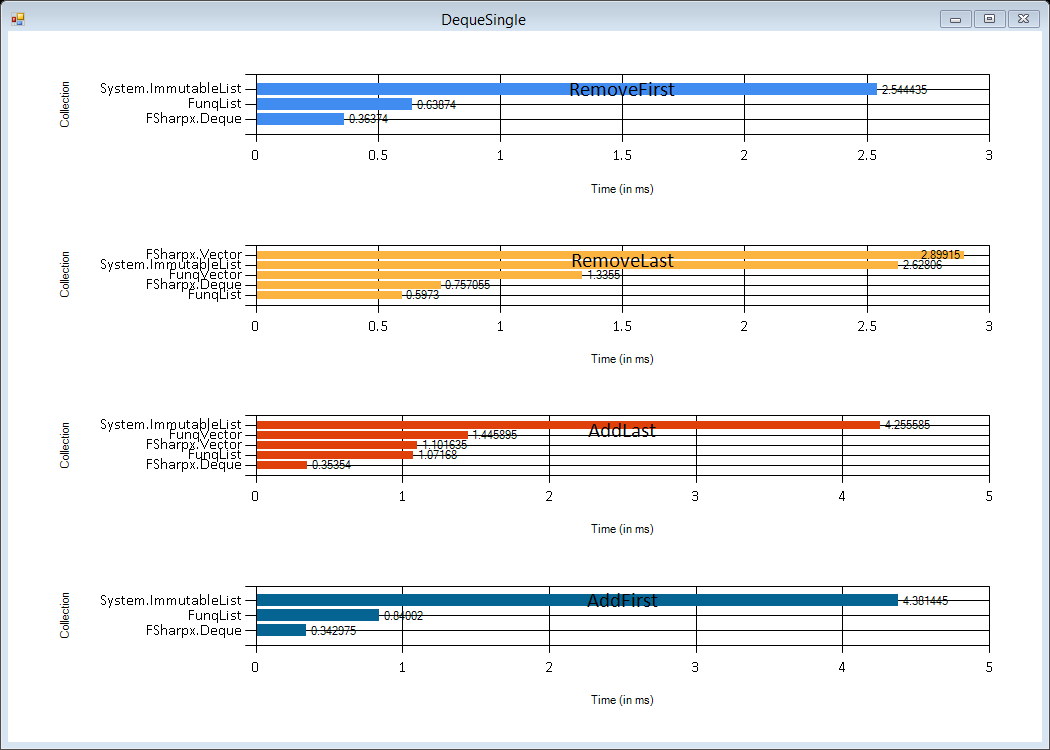 DequeSingle
RemoveFirst
Collection
System.ImmutableList 2.544435
FunqList 0.63874
FSharpx.Deque 0.36374
0 0.5 1 1.5 2 2.5 3
Time (in ms)
RemoveLast
Collection
FSharpx.Vector 2.89915
System.ImmutableList 2.62806
FunqVector 1.3355
FSharpx.Deque 0.757055
FunqList 0.5973
0 0.5 1 1.5 2 2.5 3
Time (in ms)
AddLast
Collection
System.ImmutableList 4.255585
FunqVector 1.445895
FSharpx.Vector 1.101635
FunqList 1.07168
FSharpx.Deque 0.35354
0 1 2 3 4 5
Time (in ms)
AddFirst
Collection
System.ImmutableList 4.381445
FunqList 0.84002
FSharpx.Deque 0.342975
0 1 2 3 4 5
Time (in ms)